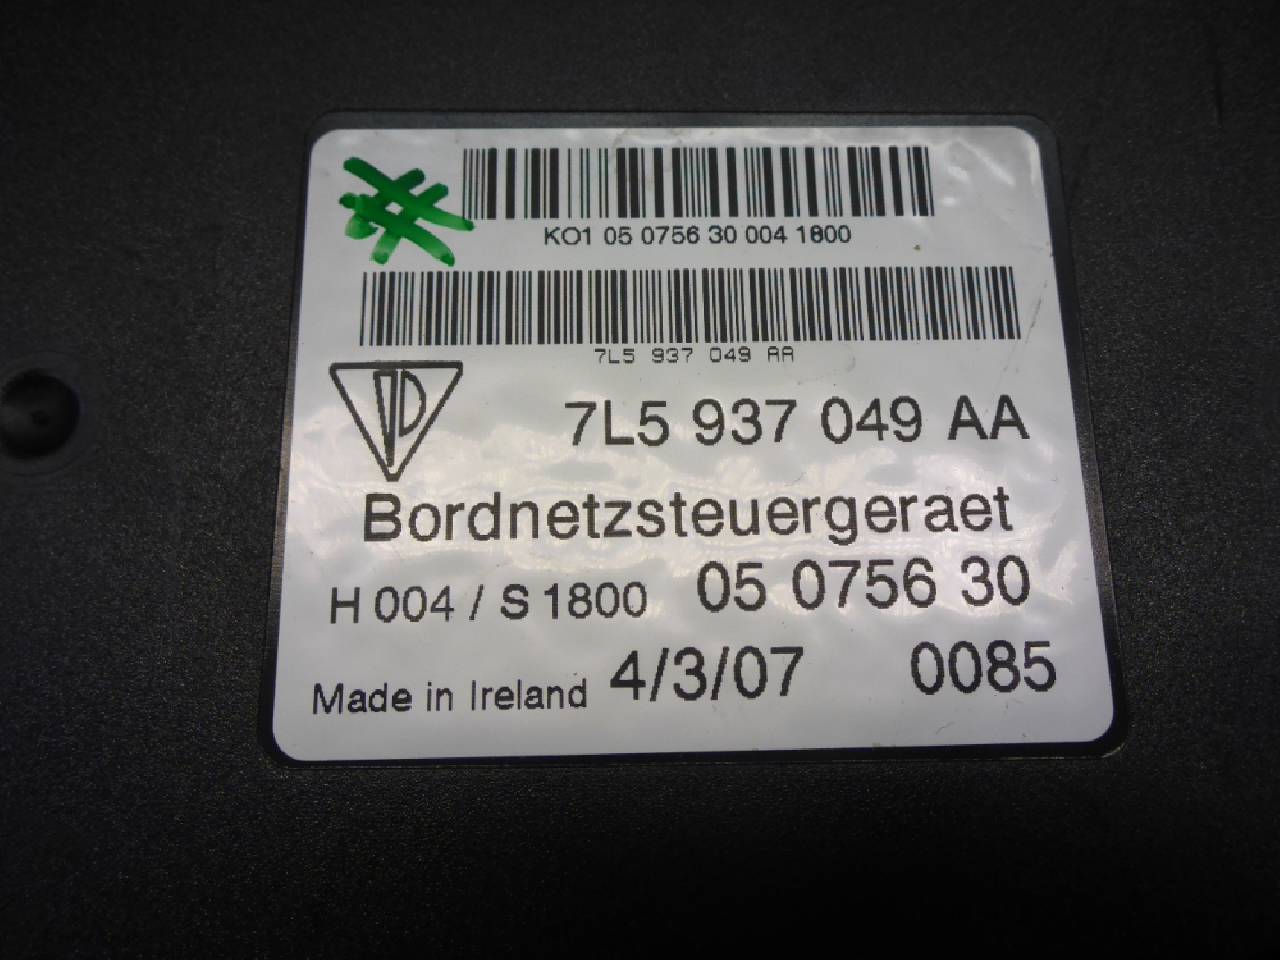 KO1 05 0756 30 004 1800
7L5 937 049 AA
7L5 937 049 AA
Bordnetzsteuergeraet
H 004 / S 1800 05 0756 30
Made in Ireland 4/3/07 0085